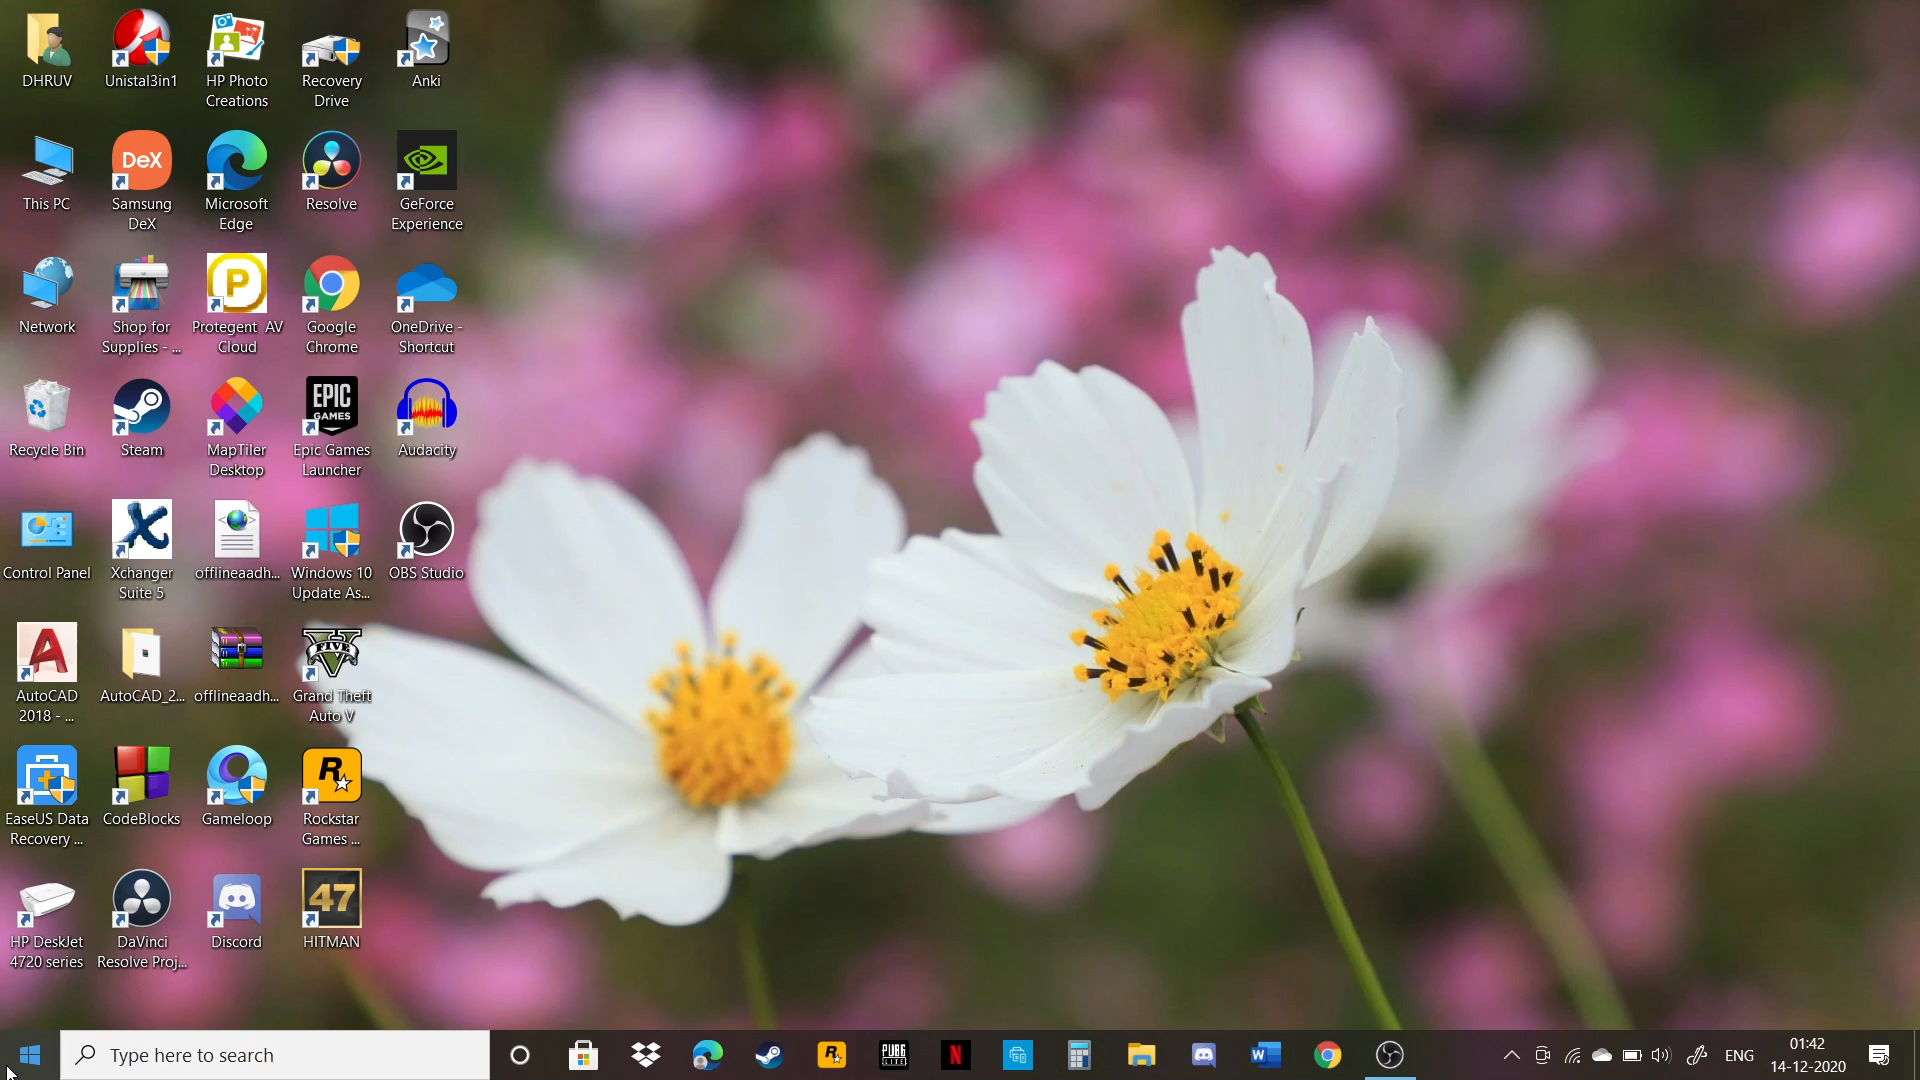 DHRUV
Unistal3in1
HP Photo
Creations
Recovery
Drive
Anki
This PC
DeX
Samsung
DeX
Microsoft
Edge
Resolve
GeForce
Experience
Network
Shop for
Supplies - ...
P
Protegent AV
Cloud
Google
Chrome
OneDrive -
Shortcut
Recycle Bin
Steam
MapTiler
Desktop
EPIC
GAMES
Epic Games
Launcher
Audacity
Control Panel
X
Xchanger
Suite 5
offlineaadh...
Windows 10
Update As...
OBS Studio
A
AutoCAD
2018 - ...
AutoCAD_2...
offlineaadh...
V
FIVE
Grand Theft
Auto V
EaseUS Data
Recovery ...
CodeBlocks
Gameloop
R
Rockstar
Games ...
HP DeskJet
4720 series
DaVinci
Resolve Proj...
Discord
47
HITMAN
Type here to search
R
PUBG
LITE
N
W
ENG
01:42
14-12-2020